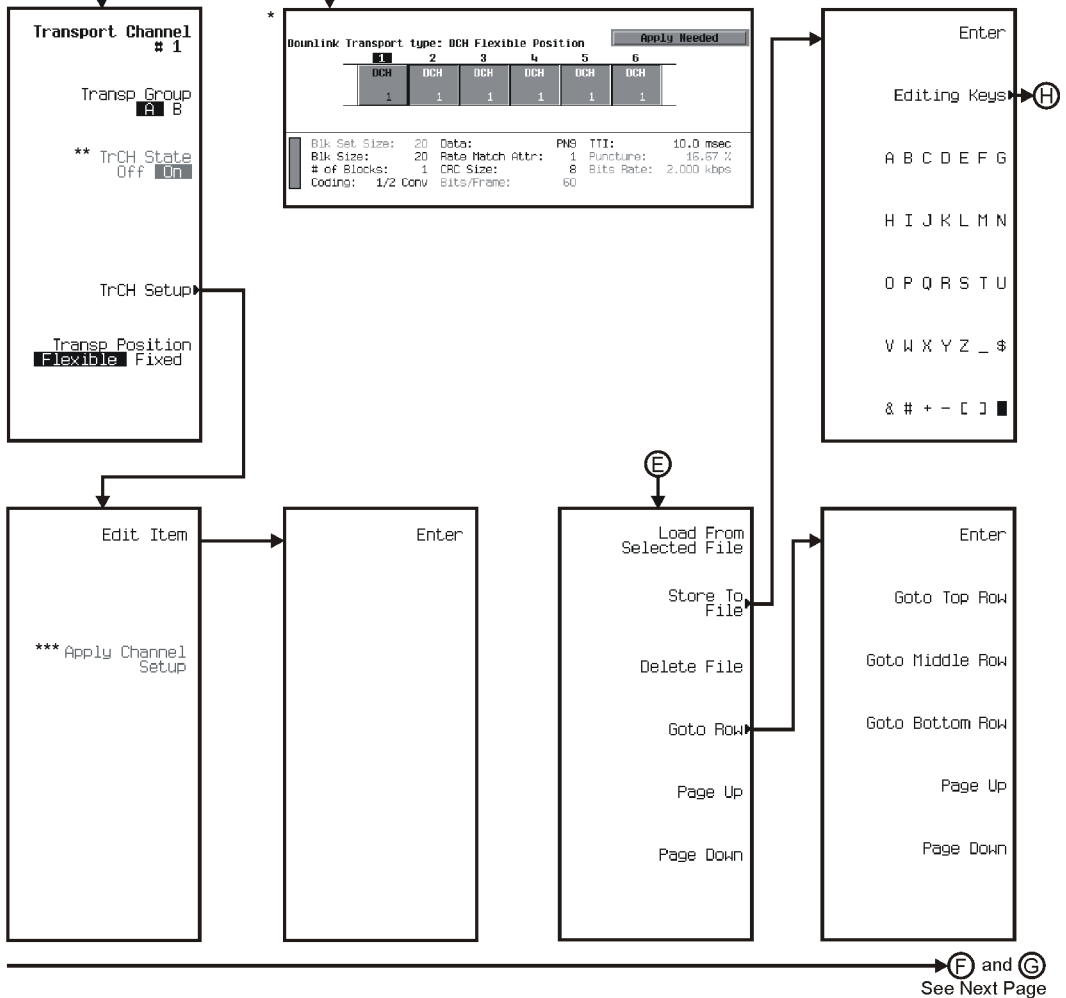 Transport Channel
# 1
Transp Group
A B
** TrCH State
Off On
TrCH Setup
Transp Position
Flexible Fixed
*
Downlink Transport type: DCH Flexible Position
Apply Needed
1 2 3 4 5 6
DCH DCH DCH DCH DCH DCH
1 1 1 1 1 1
Blk Set Size: 20 Data: PN9 TTI: 10.0 msec
Blk Size: 20 Rate Match Attr: 1 Puncture: 16.67 %
# of Blocks: 1 CRC Size: 8 Bits Rate: 2.000 kbps
Coding: 1/2 Conv Bits/Frame: 60
Enter
Editing Keys
H
A B C D E F G
H I J K L M N
O P Q R S T U
V W X Y Z _ $
& # + - [ ]
Edit Item
*** Apply Channel
Setup
Enter
E
Load From
Selected File
Store To
File
Delete File
Goto Row
Page Up
Page Down
Enter
Goto Top Row
Goto Middle Row
Goto Bottom Row
Page Up
Page Down
F and G
See Next Page